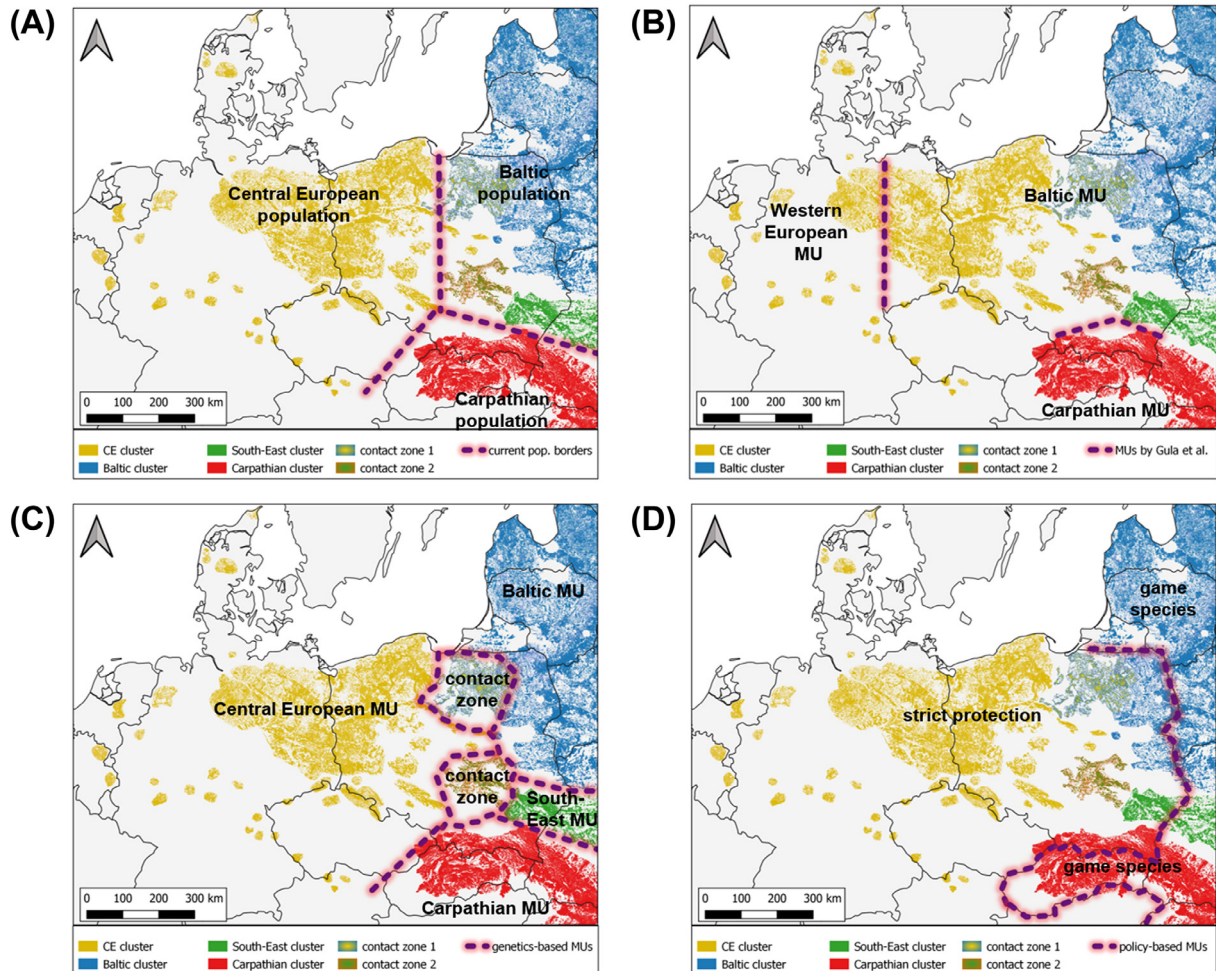 (A)
Central European
population
Baltic
population
Carpathian
population
0 100 200 300 km
CE cluster
South-East cluster
contact zone 1
current pop. borders
Baltic cluster
Carpathian cluster
contact zone 2
(B)
Western
European
MU
Baltic MU
Carpathian MU
0 100 200 300 km
CE cluster
South-East cluster
contact zone 1
MUs by Gula et al.
Baltic cluster
Carpathian cluster
contact zone 2
(C)
Baltic MU
contact
zone
Central European MU
contact
zone
South-
East MU
Carpathian MU
0 100 200 300 km
CE cluster
South-East cluster
contact zone 1
genetics-based MUs
Baltic cluster
Carpathian cluster
contact zone 2
(D)
game
species
strict protection
game species
0 100 200 300 km
CE cluster
South-East cluster
contact zone 1
policy-based MUs
Baltic cluster
Carpathian cluster
contact zone 2